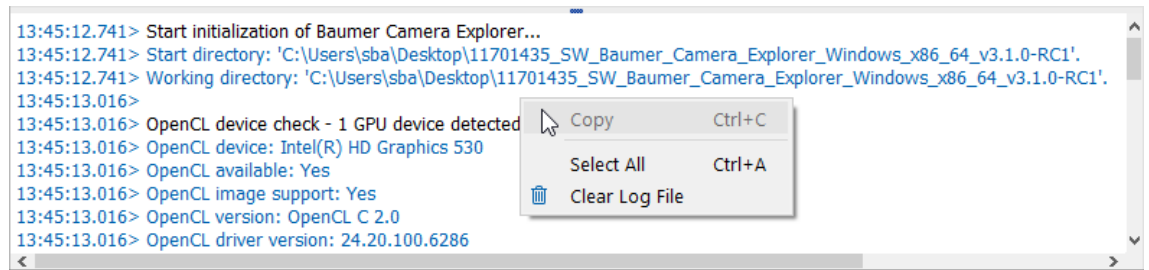 13:45:12.741> Start initialization of Baumer Camera Explorer...
13:45:12.741> Start directory: 'C:\Users\sba\Desktop\11701435_SW_Baumer_Camera_Explorer_Windows_x86_64_v3.1.0-RC1'.
13:45:12.741> Working directory: 'C:\Users\sba\Desktop\11701435_SW_Baumer_Camera_Explorer_Windows_x86_64_v3.1.0-RC1'.
13:45:13.016>
13:45:13.016> OpenCL device check - 1 GPU device detected
13:45:13.016> OpenCL device: Intel(R) HD Graphics 530
13:45:13.016> OpenCL available: Yes
13:45:13.016> OpenCL image support: Yes
13:45:13.016> OpenCL version: OpenCL C 2.0
13:45:13.016> OpenCL driver version: 24.20.100.6286
Copy Ctrl+C
Select All Ctrl+A
Clear Log File